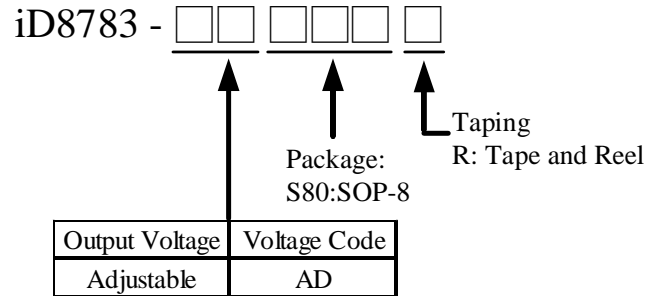 iD8783 - □□ □□□ □
Taping
R: Tape and Reel
Package:
S80:SOP-8
Output Voltage Voltage Code
Adjustable AD